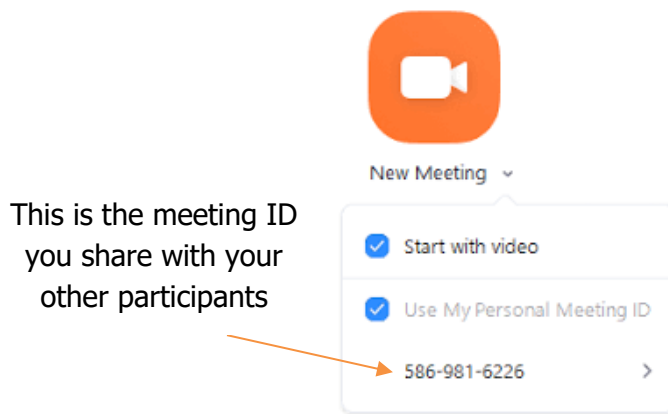 New Meeting
This is the meeting ID
you share with your
other participants
Start with video
Use My Personal Meeting ID
586-981-6226